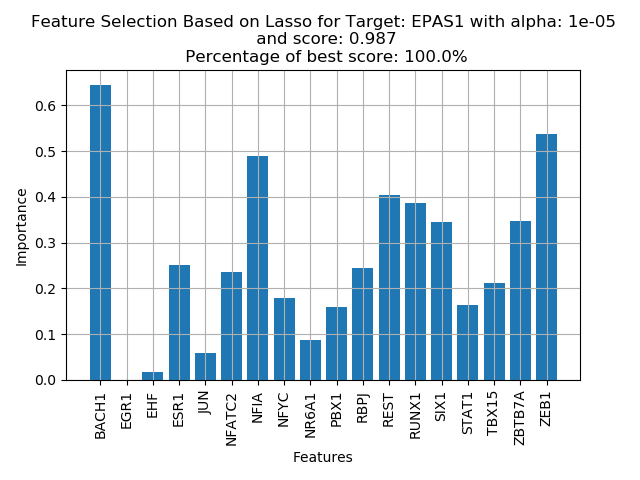 Feature Selection Based on Lasso for Target: EPAS1 with alpha: 1e-05
and score: 0.987
Percentage of best score: 100.0%
Importance
0.6
0.5
0.4
0.3
0.2
0.1
0.0
BACH1
EGR1
EHF
ESR1
JUN
NFATC2
NFIA
NFYC
NR6A1
PBX1
RBPJ
REST
RUNX1
SIX1
STAT1
TBX15
ZBTB7A
ZEB1
Features